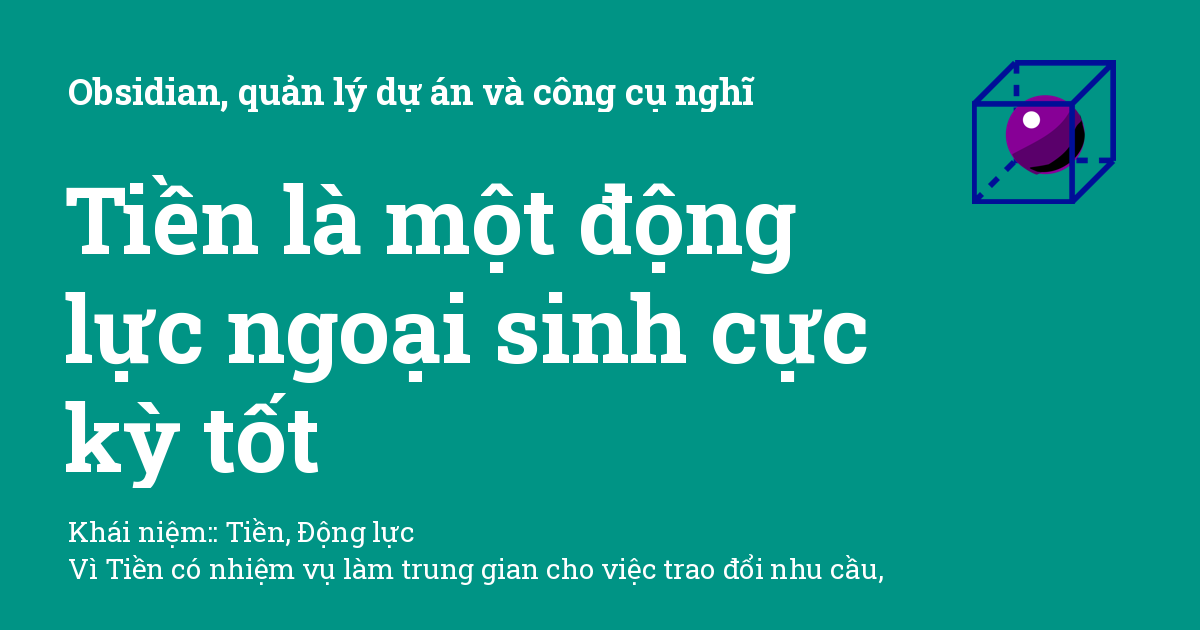 Obsidian, quản lý dự án và công cụ nghĩ
Tiền là một động
lực ngoại sinh cực
kỳ tốt
Khái niệm:: Tiền, Động lực
Vì Tiền có nhiệm vụ làm trung gian cho việc trao đổi nhu cầu,